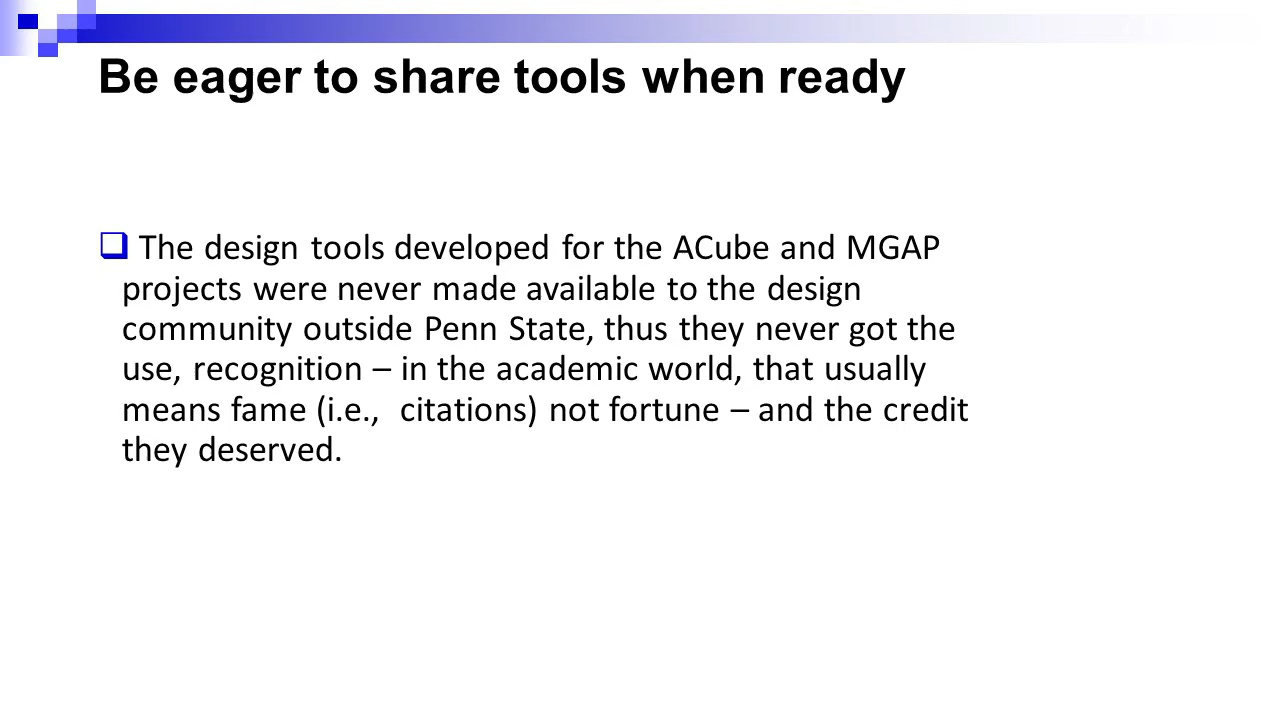 Be eager to share tools when ready
The design tools developed for the ACube and MGAP
projects were never made available to the design
community outside Penn State, thus they never got the
use, recognition – in the academic world, that usually
means fame (i.e., citations) not fortune – and the credit
they deserved.